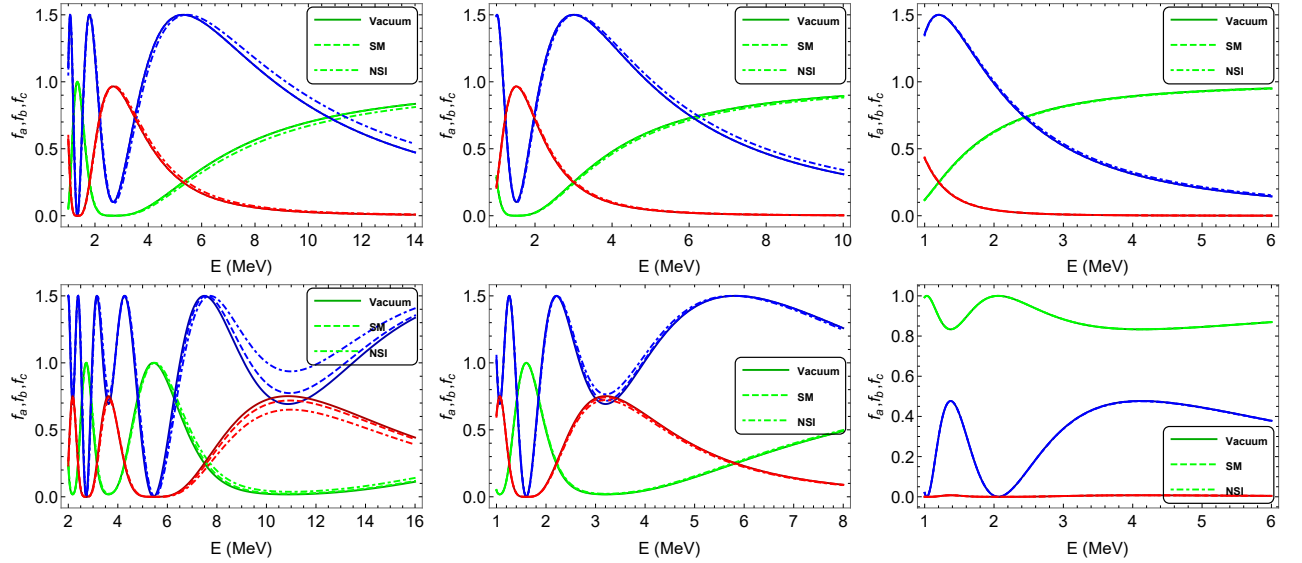 f_a, f_b, f_c
1.5
1.0
0.5
0.0
Vacuum
SM
NSI
2 4 6 8 10 12 14
E (MeV)
f_a, f_b, f_c
1.5
1.0
0.5
0.0
Vacuum
SM
NSI
2 4 6 8 10
E (MeV)
f_a, f_b, f_c
1.5
1.0
0.5
0.0
Vacuum
SM
NSI
1 2 3 4 5 6
E (MeV)
f_a, f_b, f_c
1.5
1.0
0.5
0.0
Vacuum
SM
NSI
2 4 6 8 10 12 14 16
E (MeV)
f_a, f_b, f_c
1.5
1.0
0.5
0.0
Vacuum
SM
NSI
1 2 3 4 5 6 7 8
E (MeV)
f_a, f_b, f_c
1.0
0.8
0.6
0.4
0.2
0.0
Vacuum
SM
NSI
1 2 3 4 5 6
E (MeV)